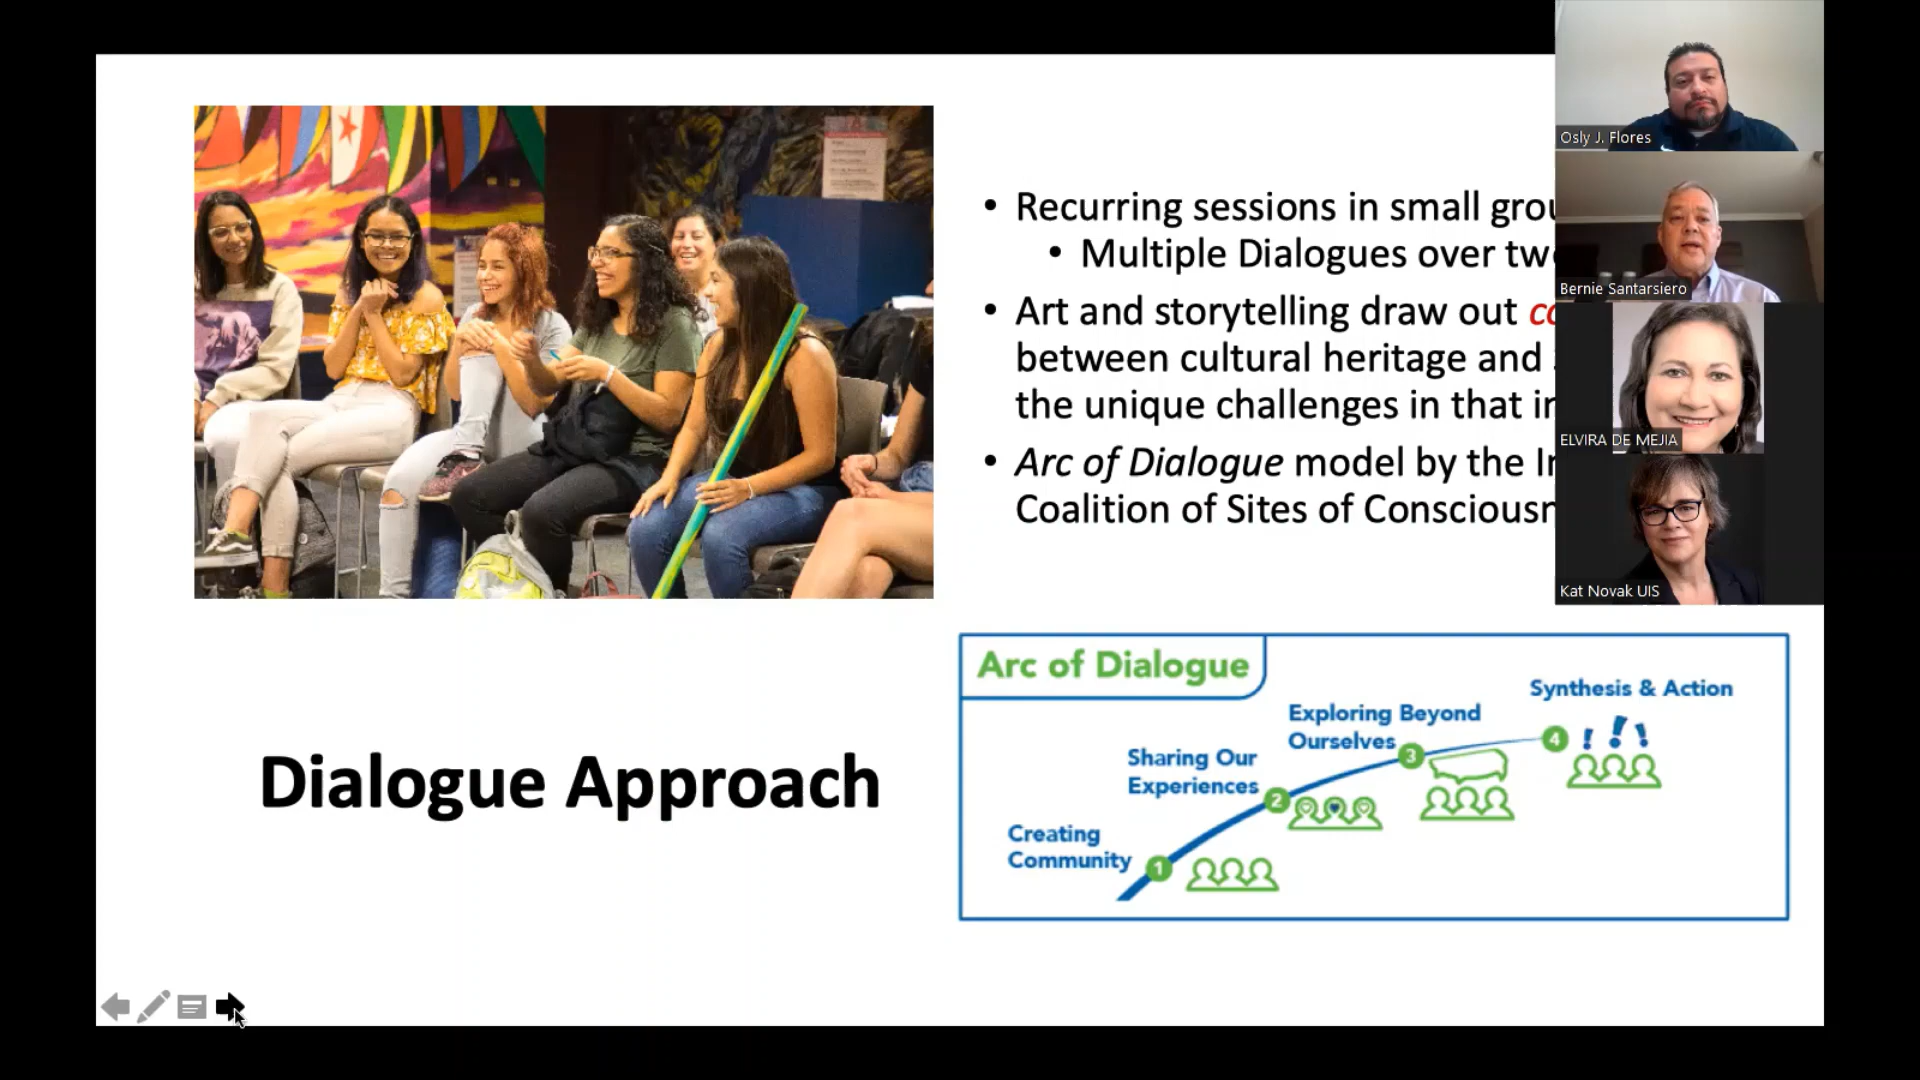 • Recurring sessions in small
• Multiple Dialogues over
• Art and storytelling draw out
between cultural heritage and
the unique challenges in that
• Arc of Dialogue model by the
Coalition of Sites of
Dialogue Approach
Arc of Dialogue
Synthesis & Action
4
Exploring Beyond
Ourselves
3
Sharing Our
Experiences
2
Creating
Community
1
Osly J. Flores
Bernie Santarsiero
ELVIRA DE MEJIA
Kat Novak UIS